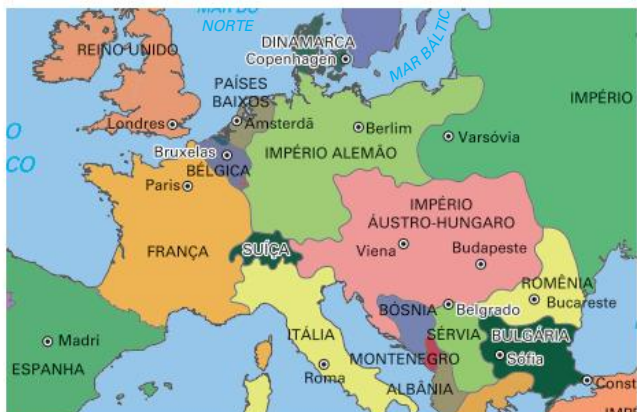 MAR DO
NORTE
REINO UNIDO
DINAMARCA
Copenhagen
MAR BÁLTIC
PAÍSES
BAIXOS
IMPÉRIO
Londres
Amsterdã
Berlim
Varsóvia
O
CO
Bruxelas
BÉLGICA
IMPÉRIO ALEMÃO
Paris
IMPÉRIO
ÁUSTRO-HUNGARO
FRANÇA
SUÍÇA
Viena
Budapeste
ROMÊNIA
Bucareste
BÓSNIA
Belgrado
ITÁLIA
SÉRVIA
BULGÁRIA
Madri
ESPANHA
MONTENEGRO
Sófia
Roma
ALBÂNIA
Const